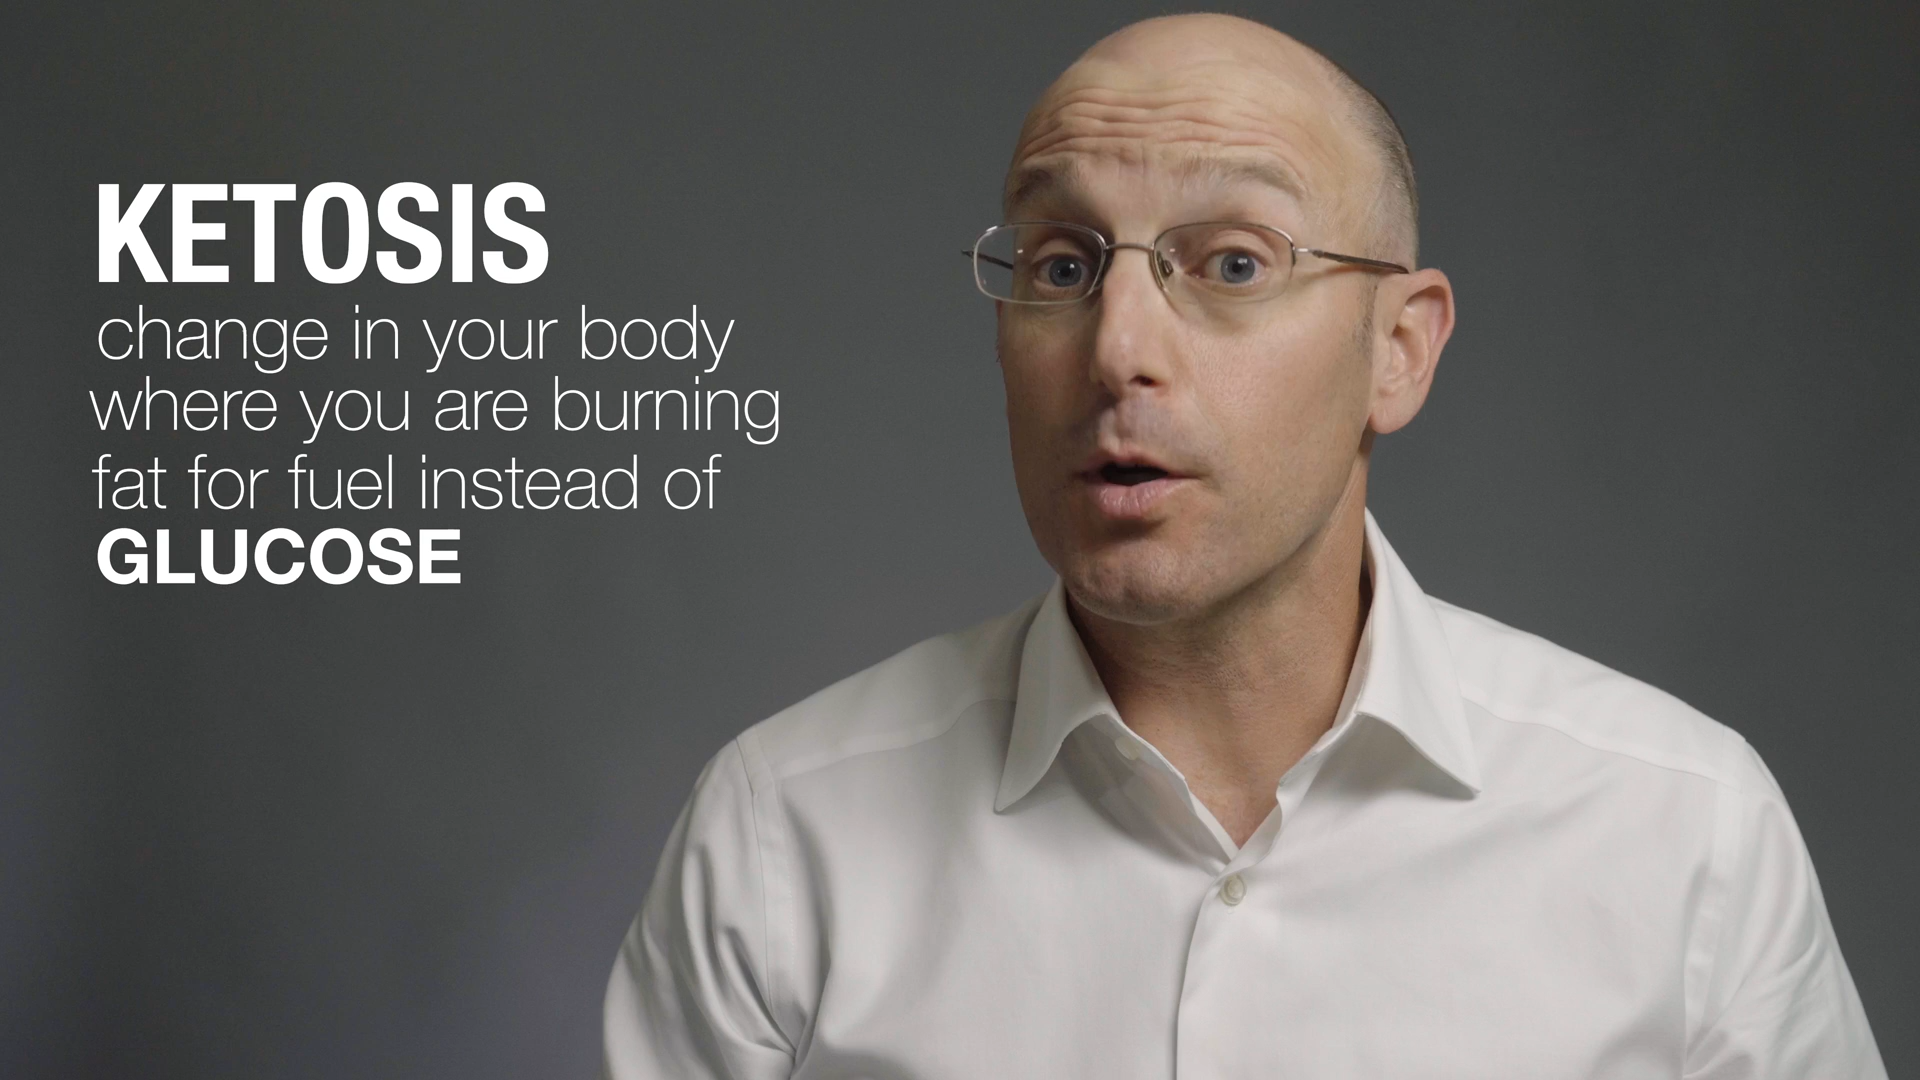 KETOSIS
change in your body
where you are burning
fat for fuel instead of
GLUCOSE